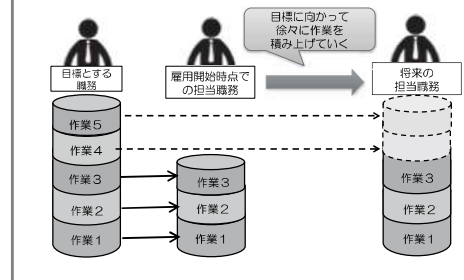 目標に向かって
徐々に作業を
積み上げていく
目標とする
職務
雇用開始時点で
の担当職務
将来の
担当職務
作業5
作業4
作業3
作業2
作業1
作業3
作業2
作業1
作業3
作業2
作業1